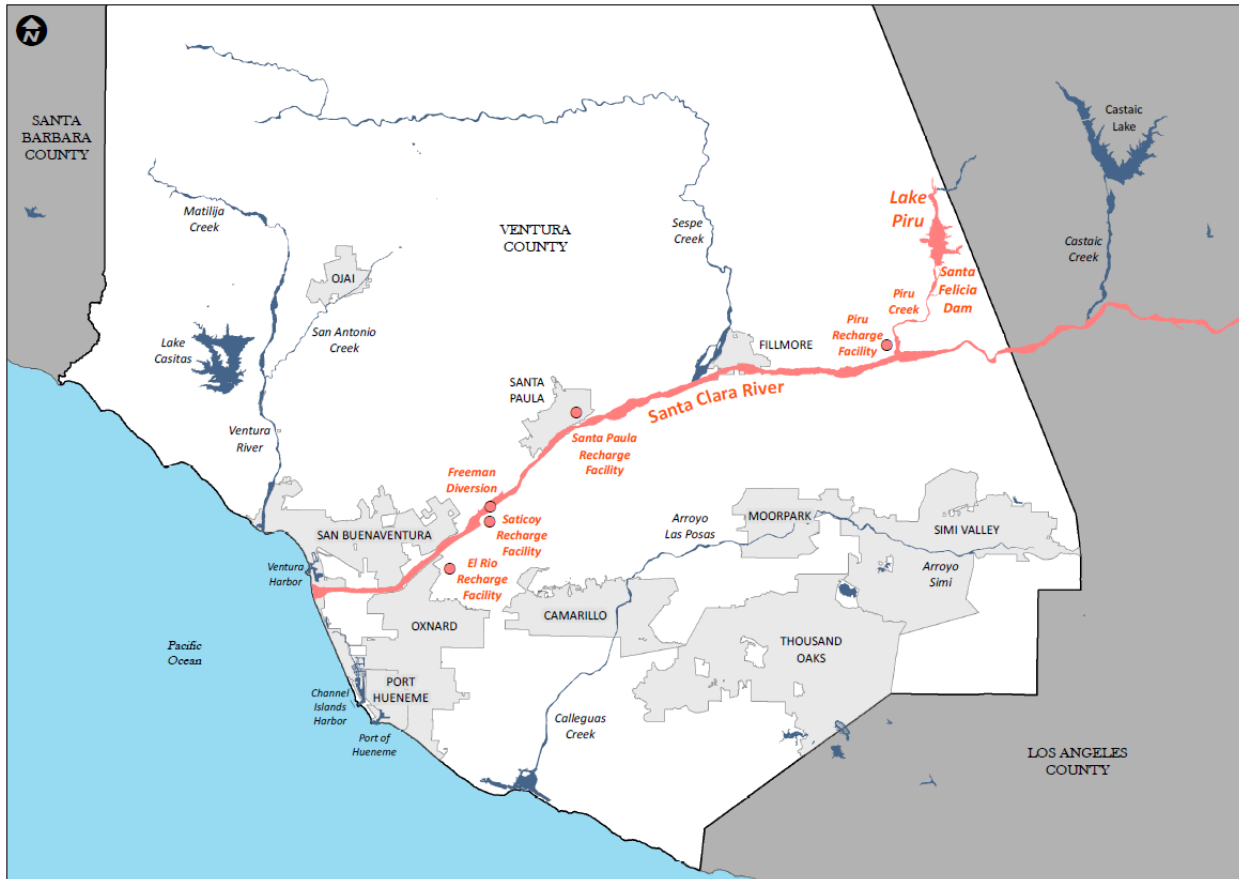 N
SANTA
BARBARA
COUNTY
Castaic
Lake
Matilija
Creek
VENTURA
COUNTY
Sespe
Creek
Lake
Piru
Castaic
Creek
OJAI
Santa
Felicia
Dam
Piru
Creek
San Antonio
Creek
Lake
Casitas
Piru
Recharge
Facility
FILLMORE
SANTA
PAULA
Santa Clara River
Ventura
River
Santa Paula
Recharge
Facility
Freeman
Diversion
SAN BUENAVENTURA
Saticoy
Recharge
Facility
Arroyo
Las Posas
MOORPARK
SIMI VALLEY
Ventura
Harbor
El Rio
Recharge
Facility
Arroyo
Simi
OXNARD
CAMARILLO
THOUSAND
OAKS
Pacific
Ocean
PORT
HUENEME
Channel
Islands
Harbor
Port of
Hueneme
Calleguas
Creek
LOS ANGELES
COUNTY